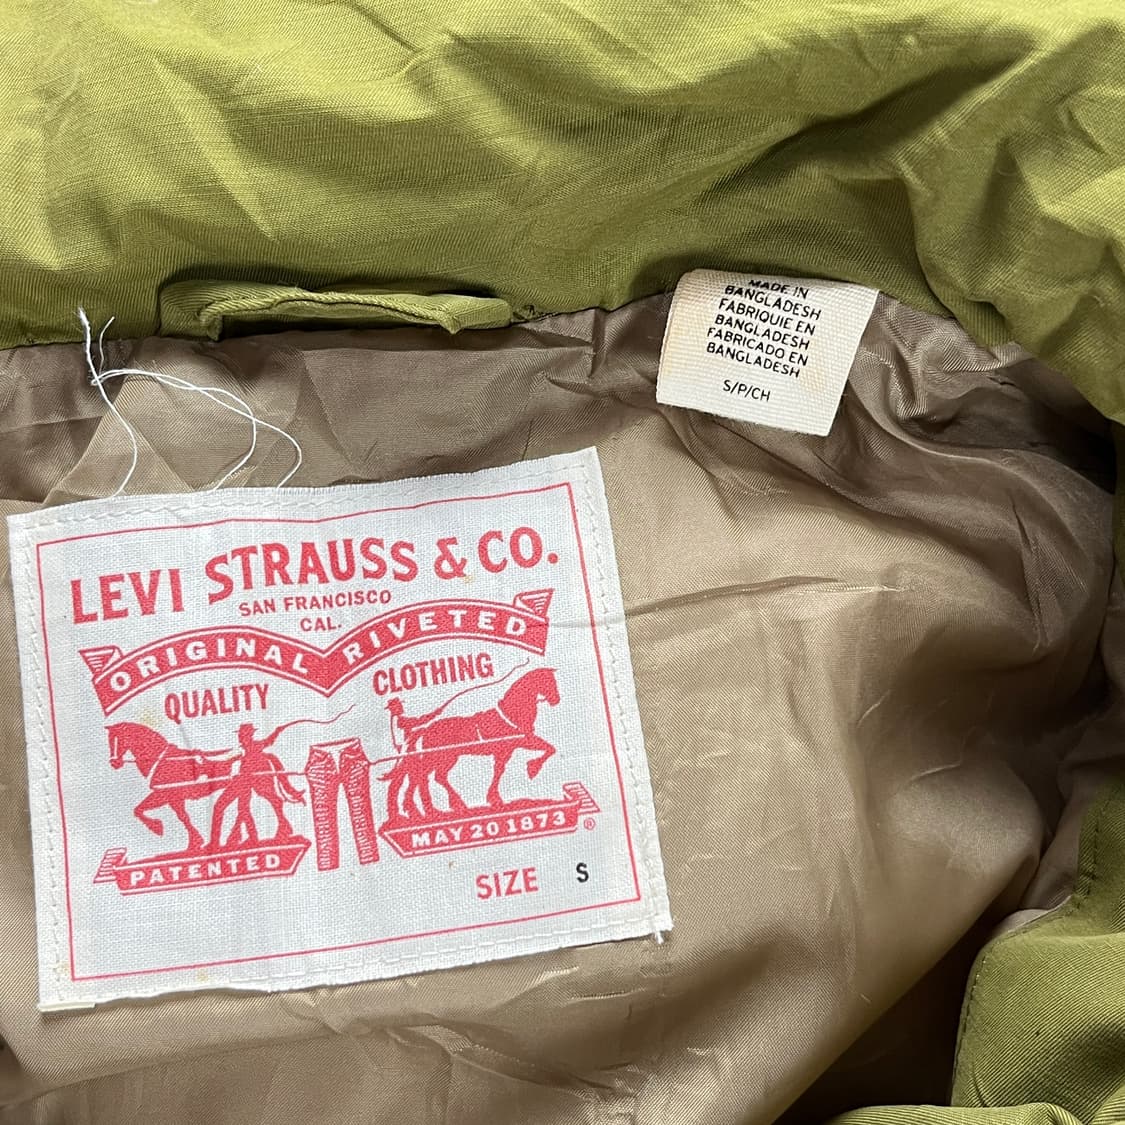 MADE IN
BANGLADESH
FABRIQUIE EN
BANGLADESH
FABRICADO EN
BANGLADESH
S/P/CH
LEVI STRAUSS & CO.
SAN FRANCISCO
CAL.
ORIGINAL RIVETED
QUALITY CLOTHING
PATENTED MAY 20 1873 ®
SIZE S